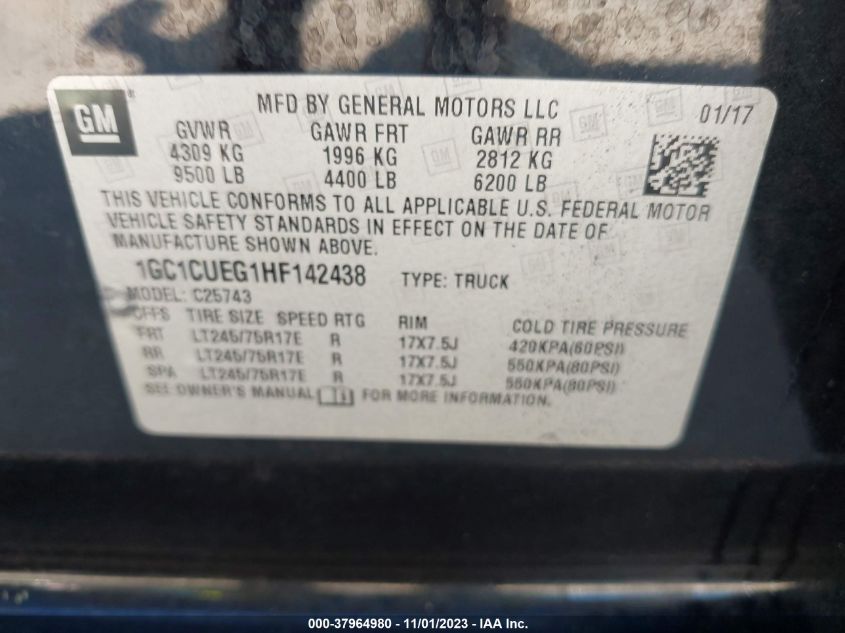 GM
MFD BY GENERAL MOTORS LLC
01/17
GVWR GAWR FRT GAWR RR
4309 KG 1996 KG 2812 KG
9500 LB 4400 LB 6200 LB
THIS VEHICLE CONFORMS TO ALL APPLICABLE U.S. FEDERAL MOTOR
VEHICLE SAFETY STANDARDS IN EFFECT ON THE DATE OF
MANUFACTURE SHOWN ABOVE.
1GC1CUEG1HF142438 TYPE: TRUCK
MODEL: C25743
TIRE SIZE SPEED RTG RIM COLD TIRE PRESSURE
FRT LT245/75R17E R 17X7.5J 420KPA(60PSI)
RR LT245/75R17E R 17X7.5J 550KPA(80PSI)
SPA LT245/75R17E R 17X7.5J 550KPA(80PSI)
SEE OWNER'S MANUAL FOR MORE INFORMATION.
000-37964980 - 11/01/2023 - IAA Inc.